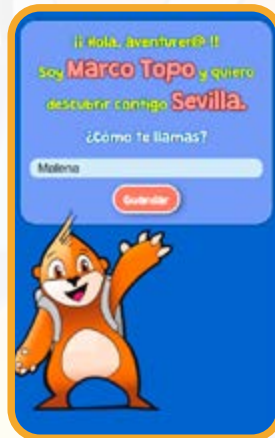 ¡¡ Hola, aventurer@ !!
Soy Marco Topo y quiero
descubrir contigo Sevilla.
¿Cómo te llamas?
Malena
Guardar